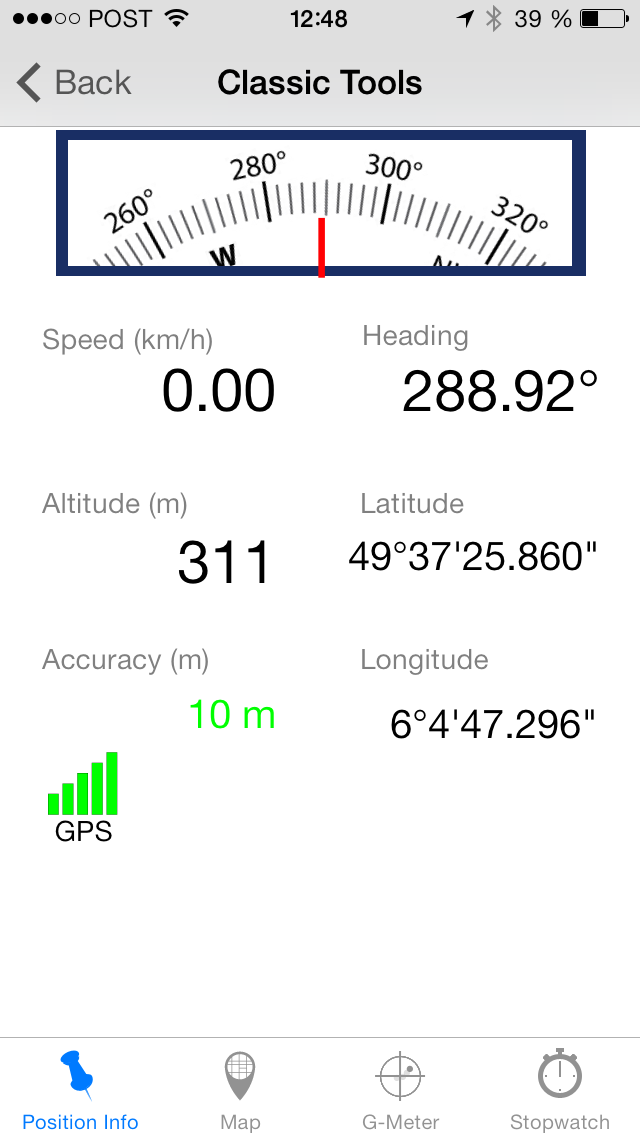 ●●●○○ POST 12:48 39 %
Back Classic Tools
260° 280° 300° 320°
W
Speed (km/h) Heading
0.00 288.92°
Altitude (m) Latitude
311 49°37'25.860"
Accuracy (m) Longitude
10 m 6°4'47.296"
GPS
Position Info Map G-Meter Stopwatch